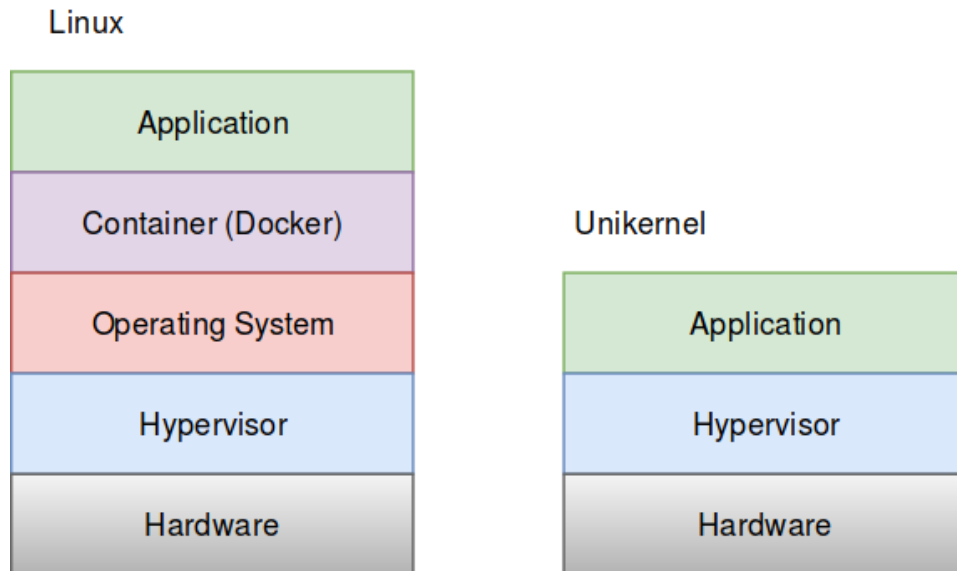 Linux
Application
Container (Docker)
Operating System
Hypervisor
Hardware
Unikernel
Application
Hypervisor
Hardware